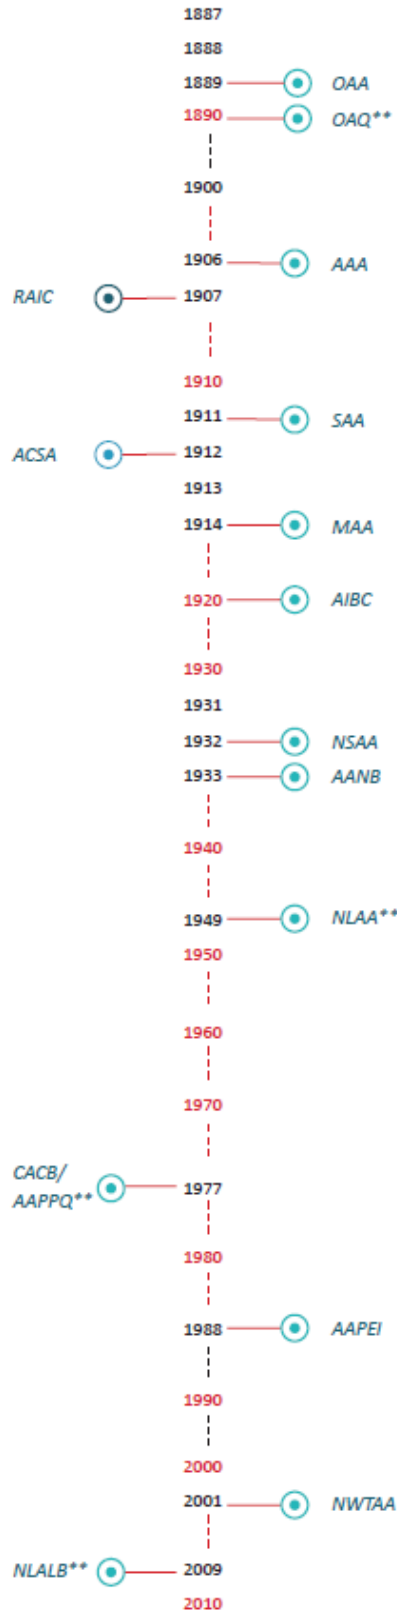 1887
1888
1889 OAA
1890 OAQ**
1900
1906 AAA
RAIC 1907
1910
1911 SAA
ACSA 1912
1913
1914 MAA
1920 AIBC
1930
1931
1932 NSAA
1933 AANB
1940
1949 NLAA**
1950
1960
1970
CACB/
AAPPQ** 1977
1980
1988 AAPEI
1990
2000
2001 NWTAA
NLALB** 2009
2010